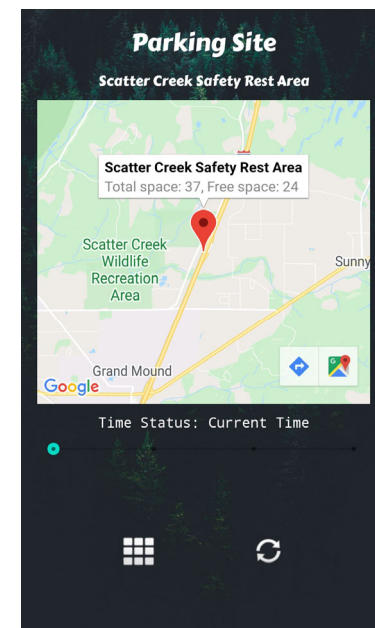 Parking Site
Scatter Creek Safety Rest Area
Scatter Creek Safety Rest Area
Total space: 37, Free space: 24
Scatter Creek
Wildlife
Recreation
Area
Sunny
Grand Mound
G
Google
Time Status: Current Time